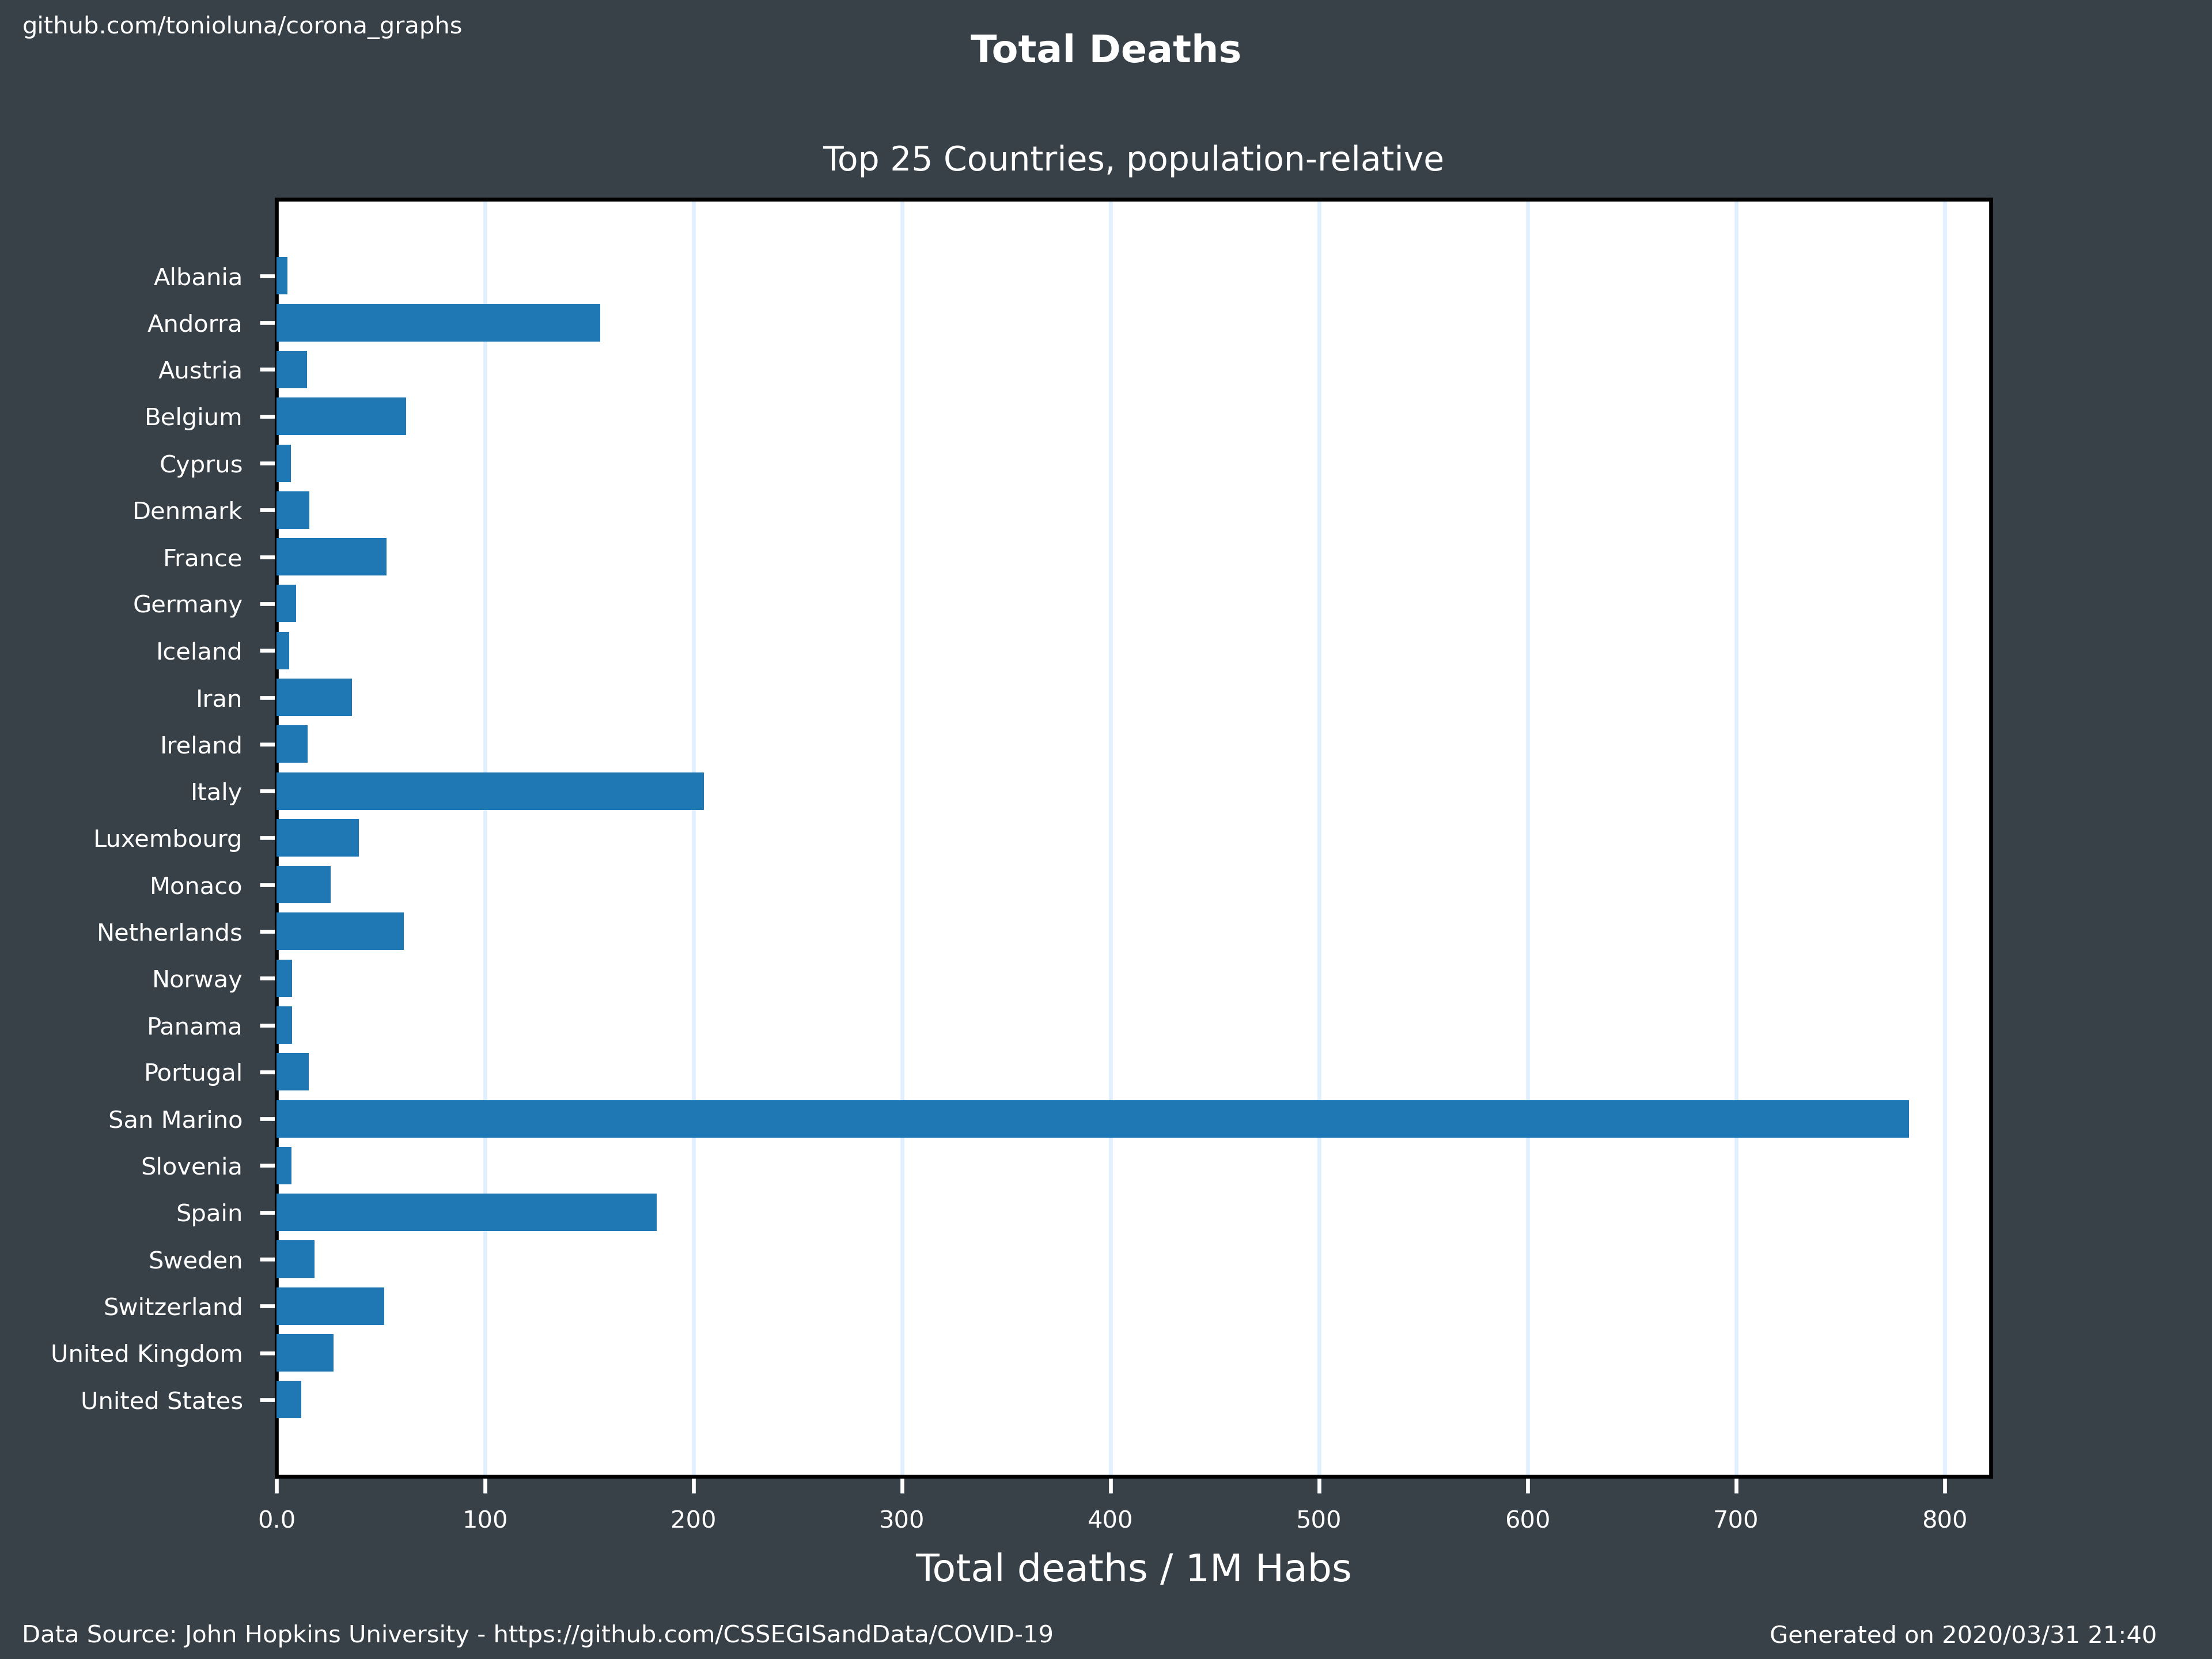 github.com/tonioluna/corona_graphs
Total Deaths
Top 25 Countries, population-relative
Albania
Andorra
Austria
Belgium
Cyprus
Denmark
France
Germany
Iceland
Iran
Ireland
Italy
Luxembourg
Monaco
Netherlands
Norway
Panama
Portugal
San Marino
Slovenia
Spain
Sweden
Switzerland
United Kingdom
United States
0.0 100 200 300 400 500 600 700 800
Total deaths / 1M Habs
Data Source: John Hopkins University - https://github.com/CSSEGISandData/COVID-19
Generated on 2020/03/31 21:40